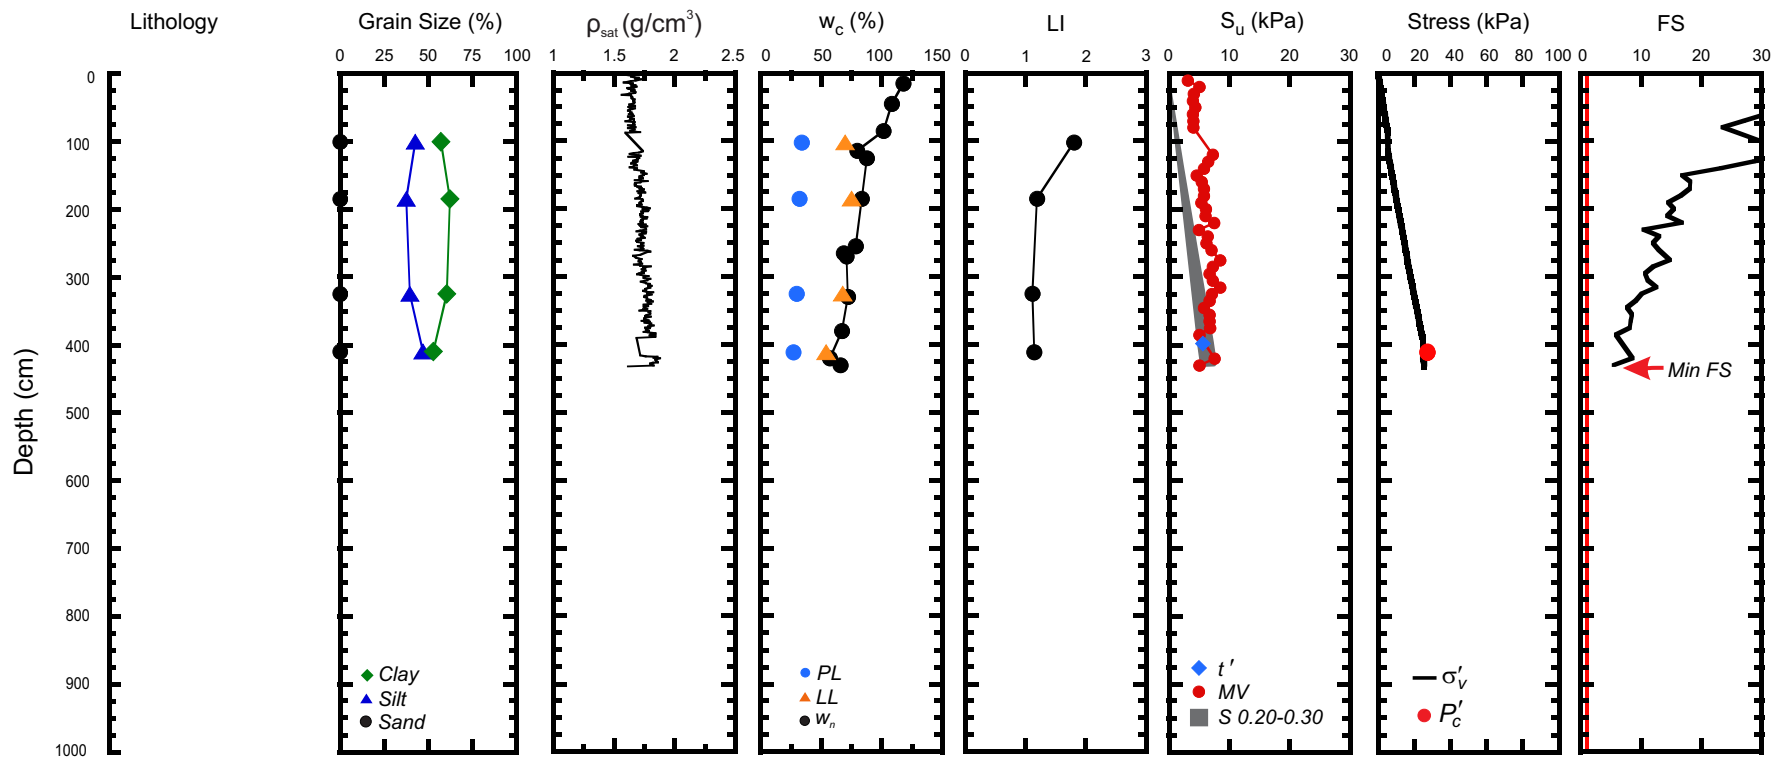 Lithology
Grain Size (%)
ρsat (g/cm³)
wc (%)
LI
Su (kPa)
Stress (kPa)
FS
0 25 50 75 100
1 1.5 2 2.5
0 50 100 150
0 1 2 3
0 10 20 30
0 20 40 60 80 100
0 10 20 30
0
100
200
300
400
500
600
700
800
900
1000
Depth (cm)
Min FS
Clay
Silt
Sand
PL
LL
wn
t′
MV
S 0.20-0.30
σ′v
P′c